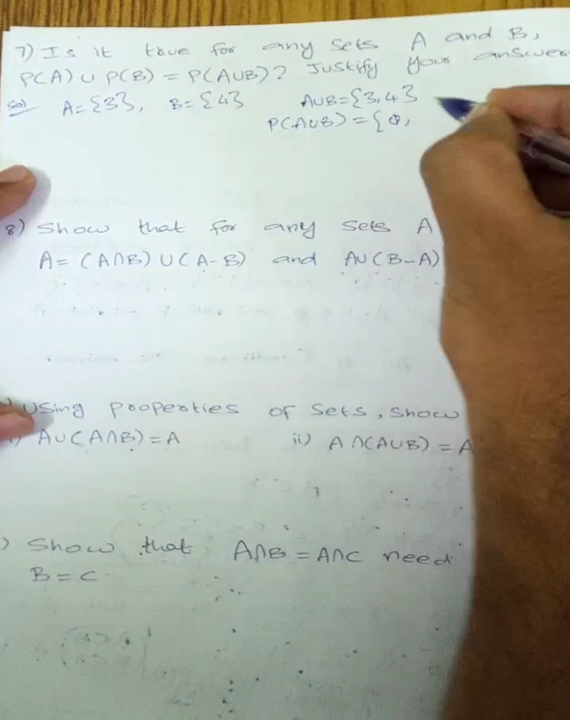 7) Is it true for any sets A and B,
P(A) ∪ P(B) = P(A∪B)? Justify your answer
Sol A={3}, B={4} A∪B={3,4}
P(A∪B)={Φ,
8) Show that for any sets A
A= (A∩B) ∪ (A-B) and A∪(B-A)
) Using properties of sets, show
i) A∪(A∩B)=A ii) A∩(A∪B) = A
) Show that A∩B = A∩C need
B=C